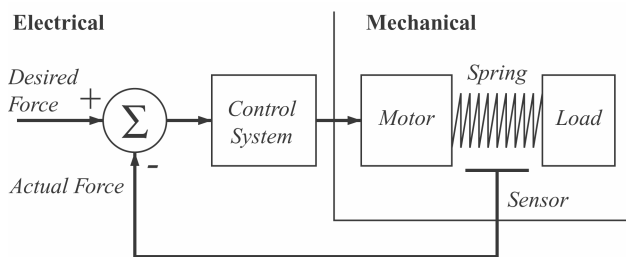 Electrical
Mechanical
Desired
Force
+
Σ
-
Actual Force
Control
System
Motor
Spring
Load
Sensor